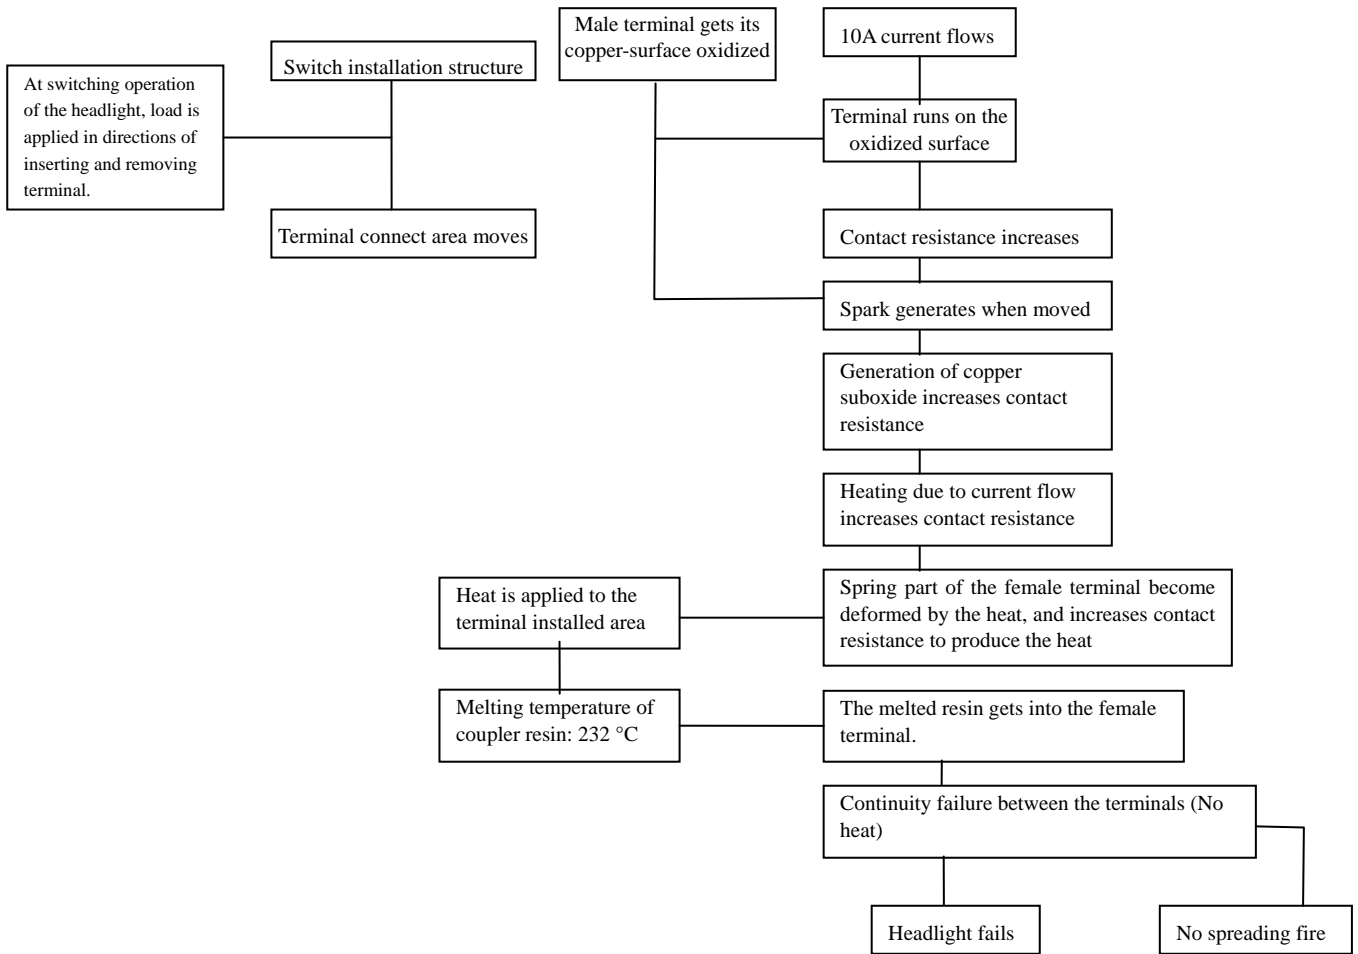 Male terminal gets its
copper-surface oxidized
10A current flows
Switch installation structure
At switching operation
of the headlight, load is
applied in directions of
inserting and removing
terminal.
Terminal runs on the
oxidized surface
Terminal connect area moves
Contact resistance increases
Spark generates when moved
Generation of copper
suboxide increases contact
resistance
Heating due to current flow
increases contact resistance
Heat is applied to the
terminal installed area
Spring part of the female terminal become
deformed by the heat, and increases contact
resistance to produce the heat
Melting temperature of
coupler resin: 232 °C
The melted resin gets into the female
terminal.
Continuity failure between the terminals (No
heat)
Headlight fails
No spreading fire